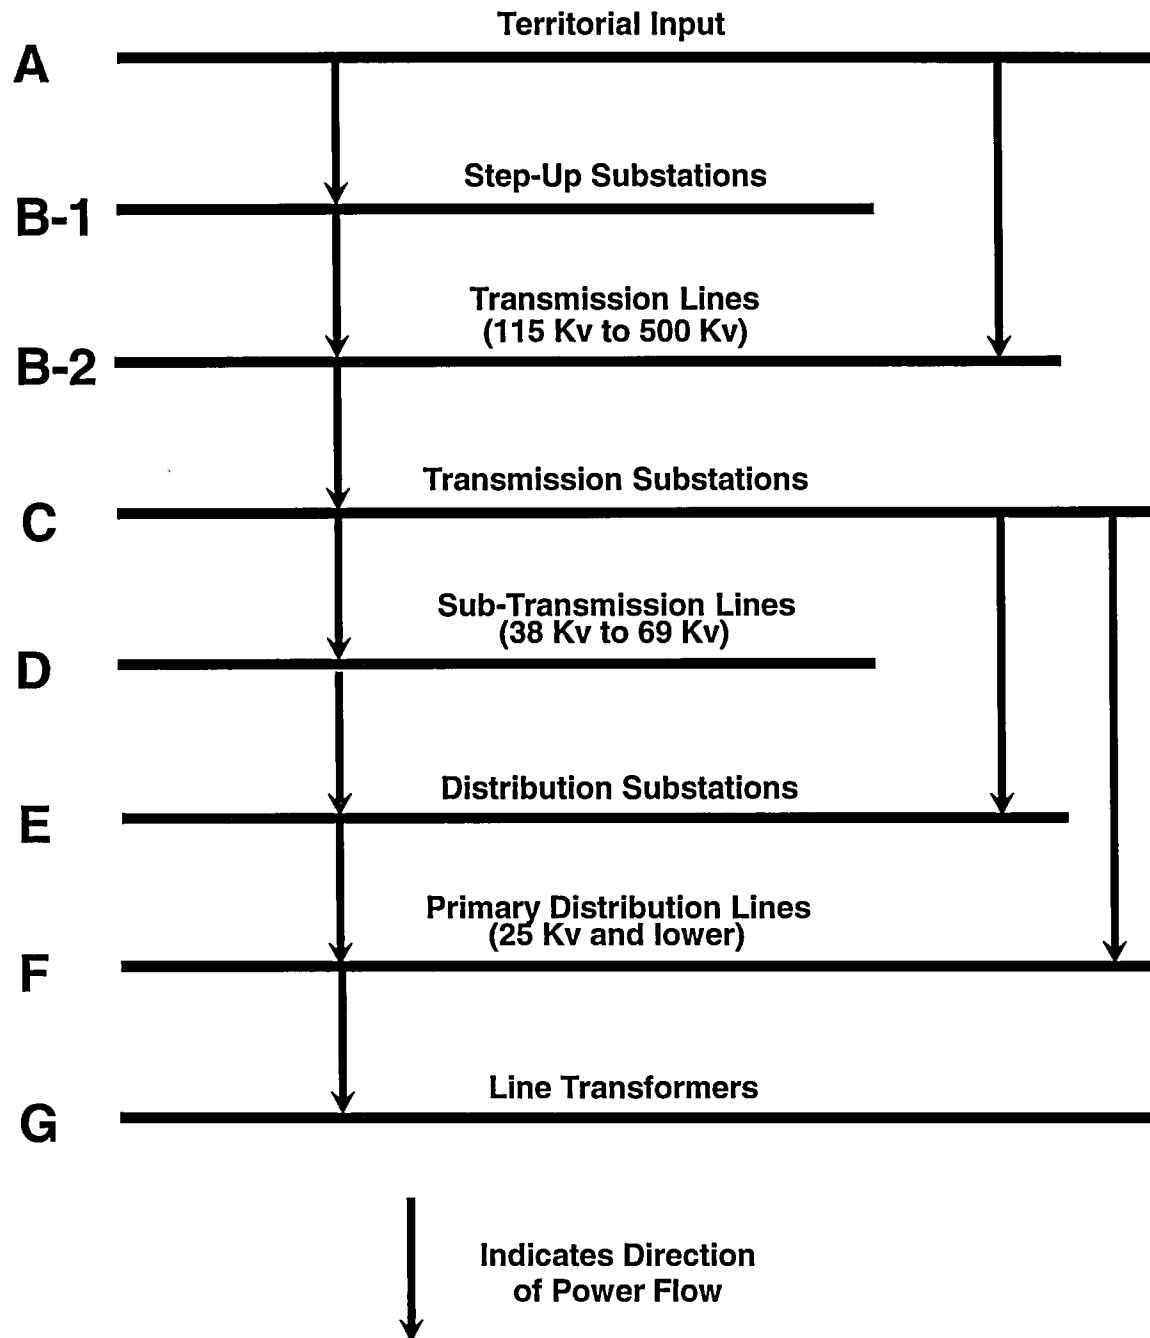 Territorial Input
A
Step-Up Substations
B-1
Transmission Lines
(115 Kv to 500 Kv)
B-2
Transmission Substations
C
Sub-Transmission Lines
(38 Kv to 69 Kv)
D
Distribution Substations
E
Primary Distribution Lines
(25 Kv and lower)
F
Line Transformers
G
Indicates Direction
of Power Flow